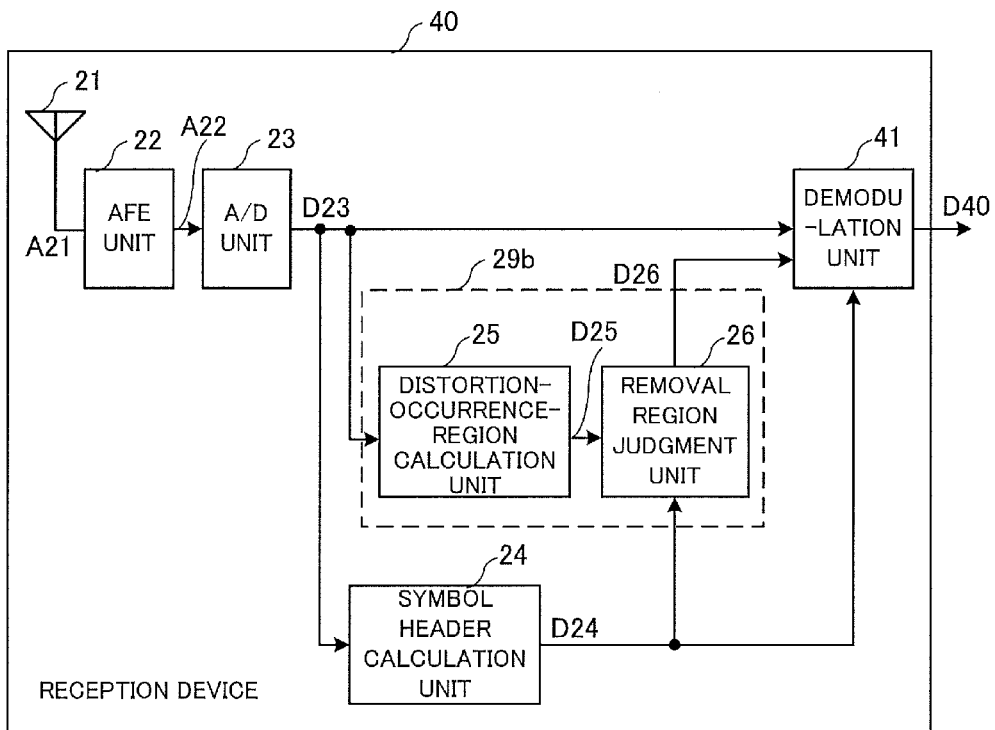 40
21
22
A22
23
41
AFE
UNIT
A/D
UNIT
D23
DEMODU
-LATION
UNIT
D40
A21
29b
D26
25
D25
26
DISTORTION-
OCCURRENCE-
REGION
CALCULATION
UNIT
REMOVAL
REGION
JUDGMENT
UNIT
24
SYMBOL
HEADER
CALCULATION
UNIT
D24
RECEPTION DEVICE